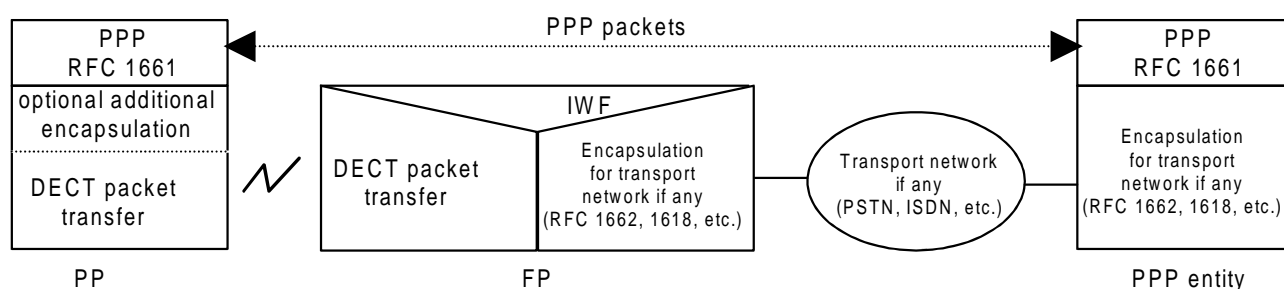 PPP packets
PPP
RFC 1661
optional additional
encapsulation
DECT packet
transfer
PP
IWF
DECT packet
transfer
Encapsulation
for transport
network if any
(RFC 1662, 1618, etc.)
FP
Transport network
if any
(PSTN, ISDN, etc.)
PPP
RFC 1661
Encapsulation
for transport
network if any
(RFC 1662, 1618, etc.)
PPP entity